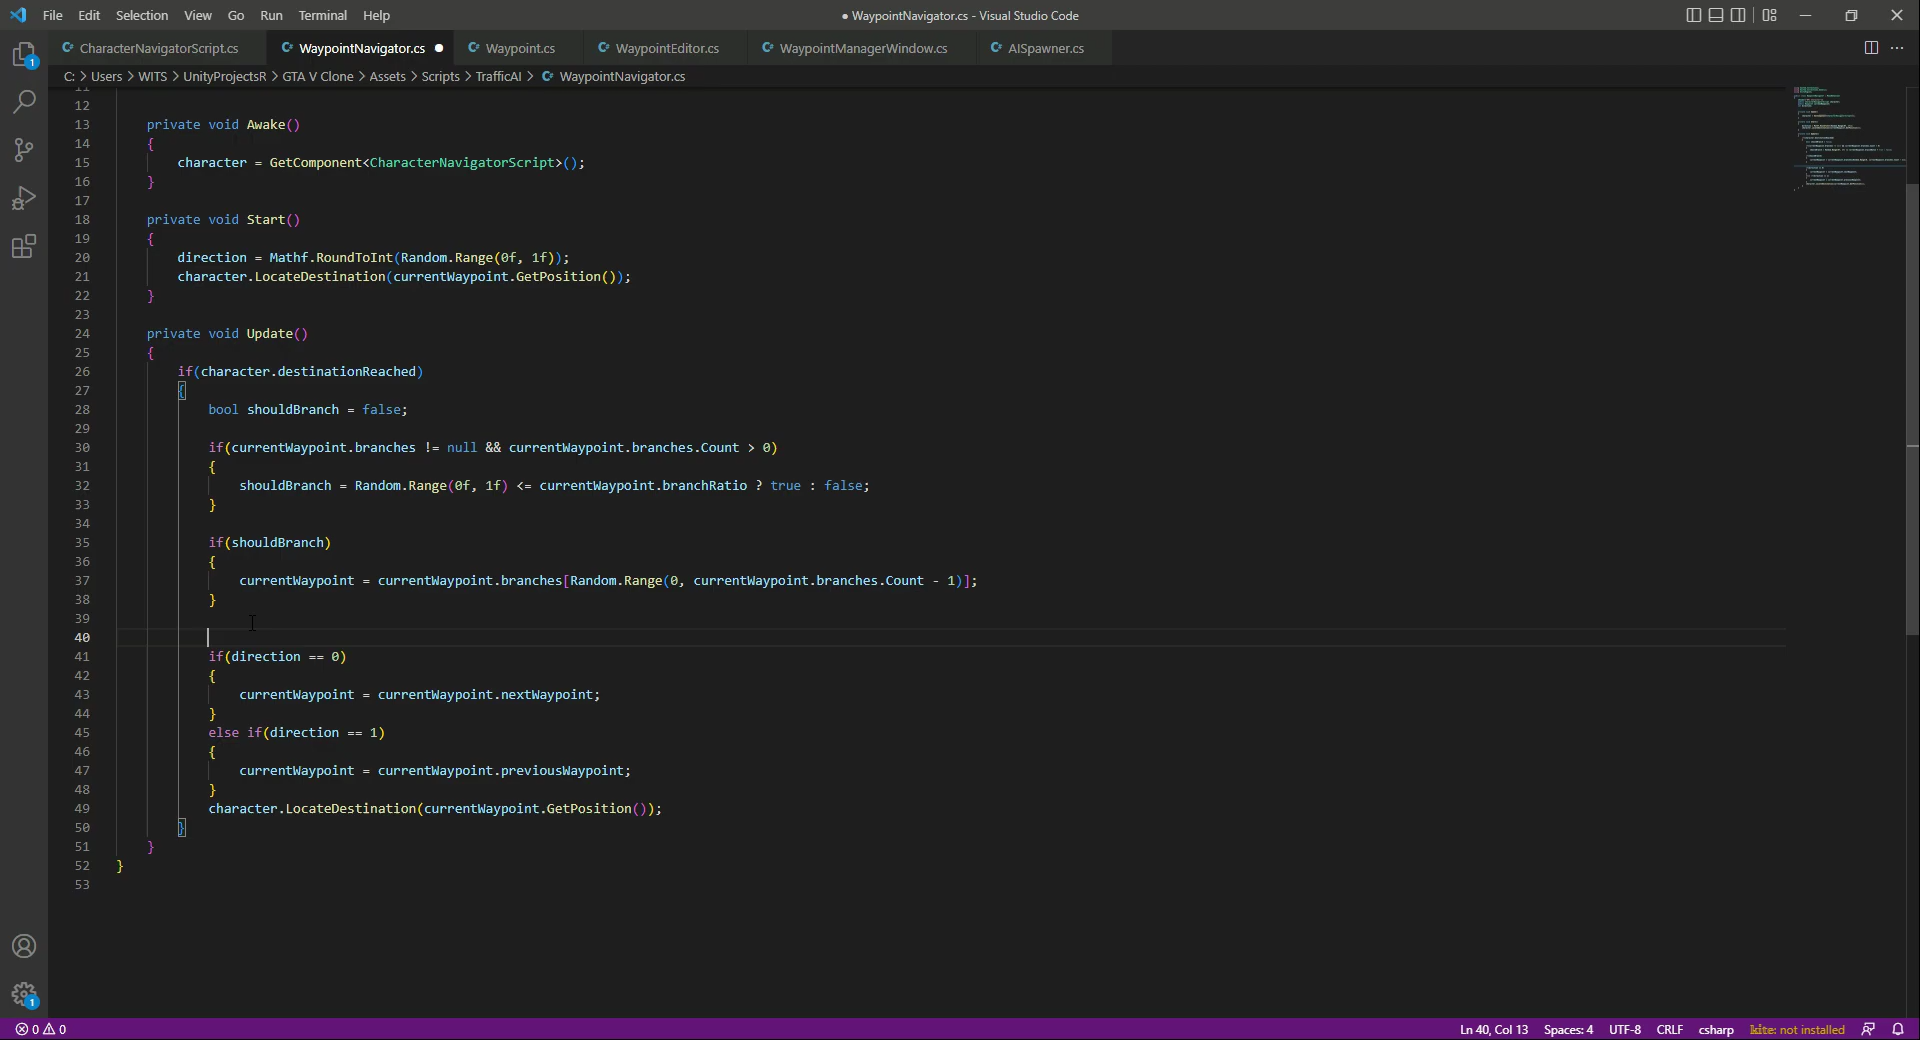 File Edit Selection View Go Run Terminal Help
● WaypointNavigator.cs - Visual Studio Code
CharacterNavigatorScript.cs
WaypointNavigator.cs ●
Waypoint.cs
WaypointEditor.cs
WaypointManagerWindow.cs
AISpawner.cs
C: > Users > WITS > UnityProjectsR > GTA V Clone > Assets > Scripts > TrafficAI > WaypointNavigator.cs
11
12
13 private void Awake()
14 {
15 character = GetComponent<CharacterNavigatorScript>();
16 }
17
18 private void Start()
19 {
20 direction = Mathf.RoundToInt(Random.Range(0f, 1f));
21 character.LocateDestination(currentWaypoint.GetPosition());
22 }
23
24 private void Update()
25 {
26 if(character.destinationReached)
27 {
28 bool shouldBranch = false;
29
30 if(currentWaypoint.branches != null && currentWaypoint.branches.Count > 0)
31 {
32 shouldBranch = Random.Range(0f, 1f) <= currentWaypoint.branchRatio ? true : false;
33 }
34
35 if(shouldBranch)
36 {
37 currentWaypoint = currentWaypoint.branches[Random.Range(0, currentWaypoint.branches.Count - 1)];
38 }
39
40
41 if(direction == 0)
42 {
43 currentWaypoint = currentWaypoint.nextWaypoint;
44 }
45 else if(direction == 1)
46 {
47 currentWaypoint = currentWaypoint.previousWaypoint;
48 }
49 character.LocateDestination(currentWaypoint.GetPosition());
50 }
51 }
52 }
53
1
1
0 0
Ln 40, Col 13 Spaces: 4 UTF-8 CRLF csharp kite: not installed